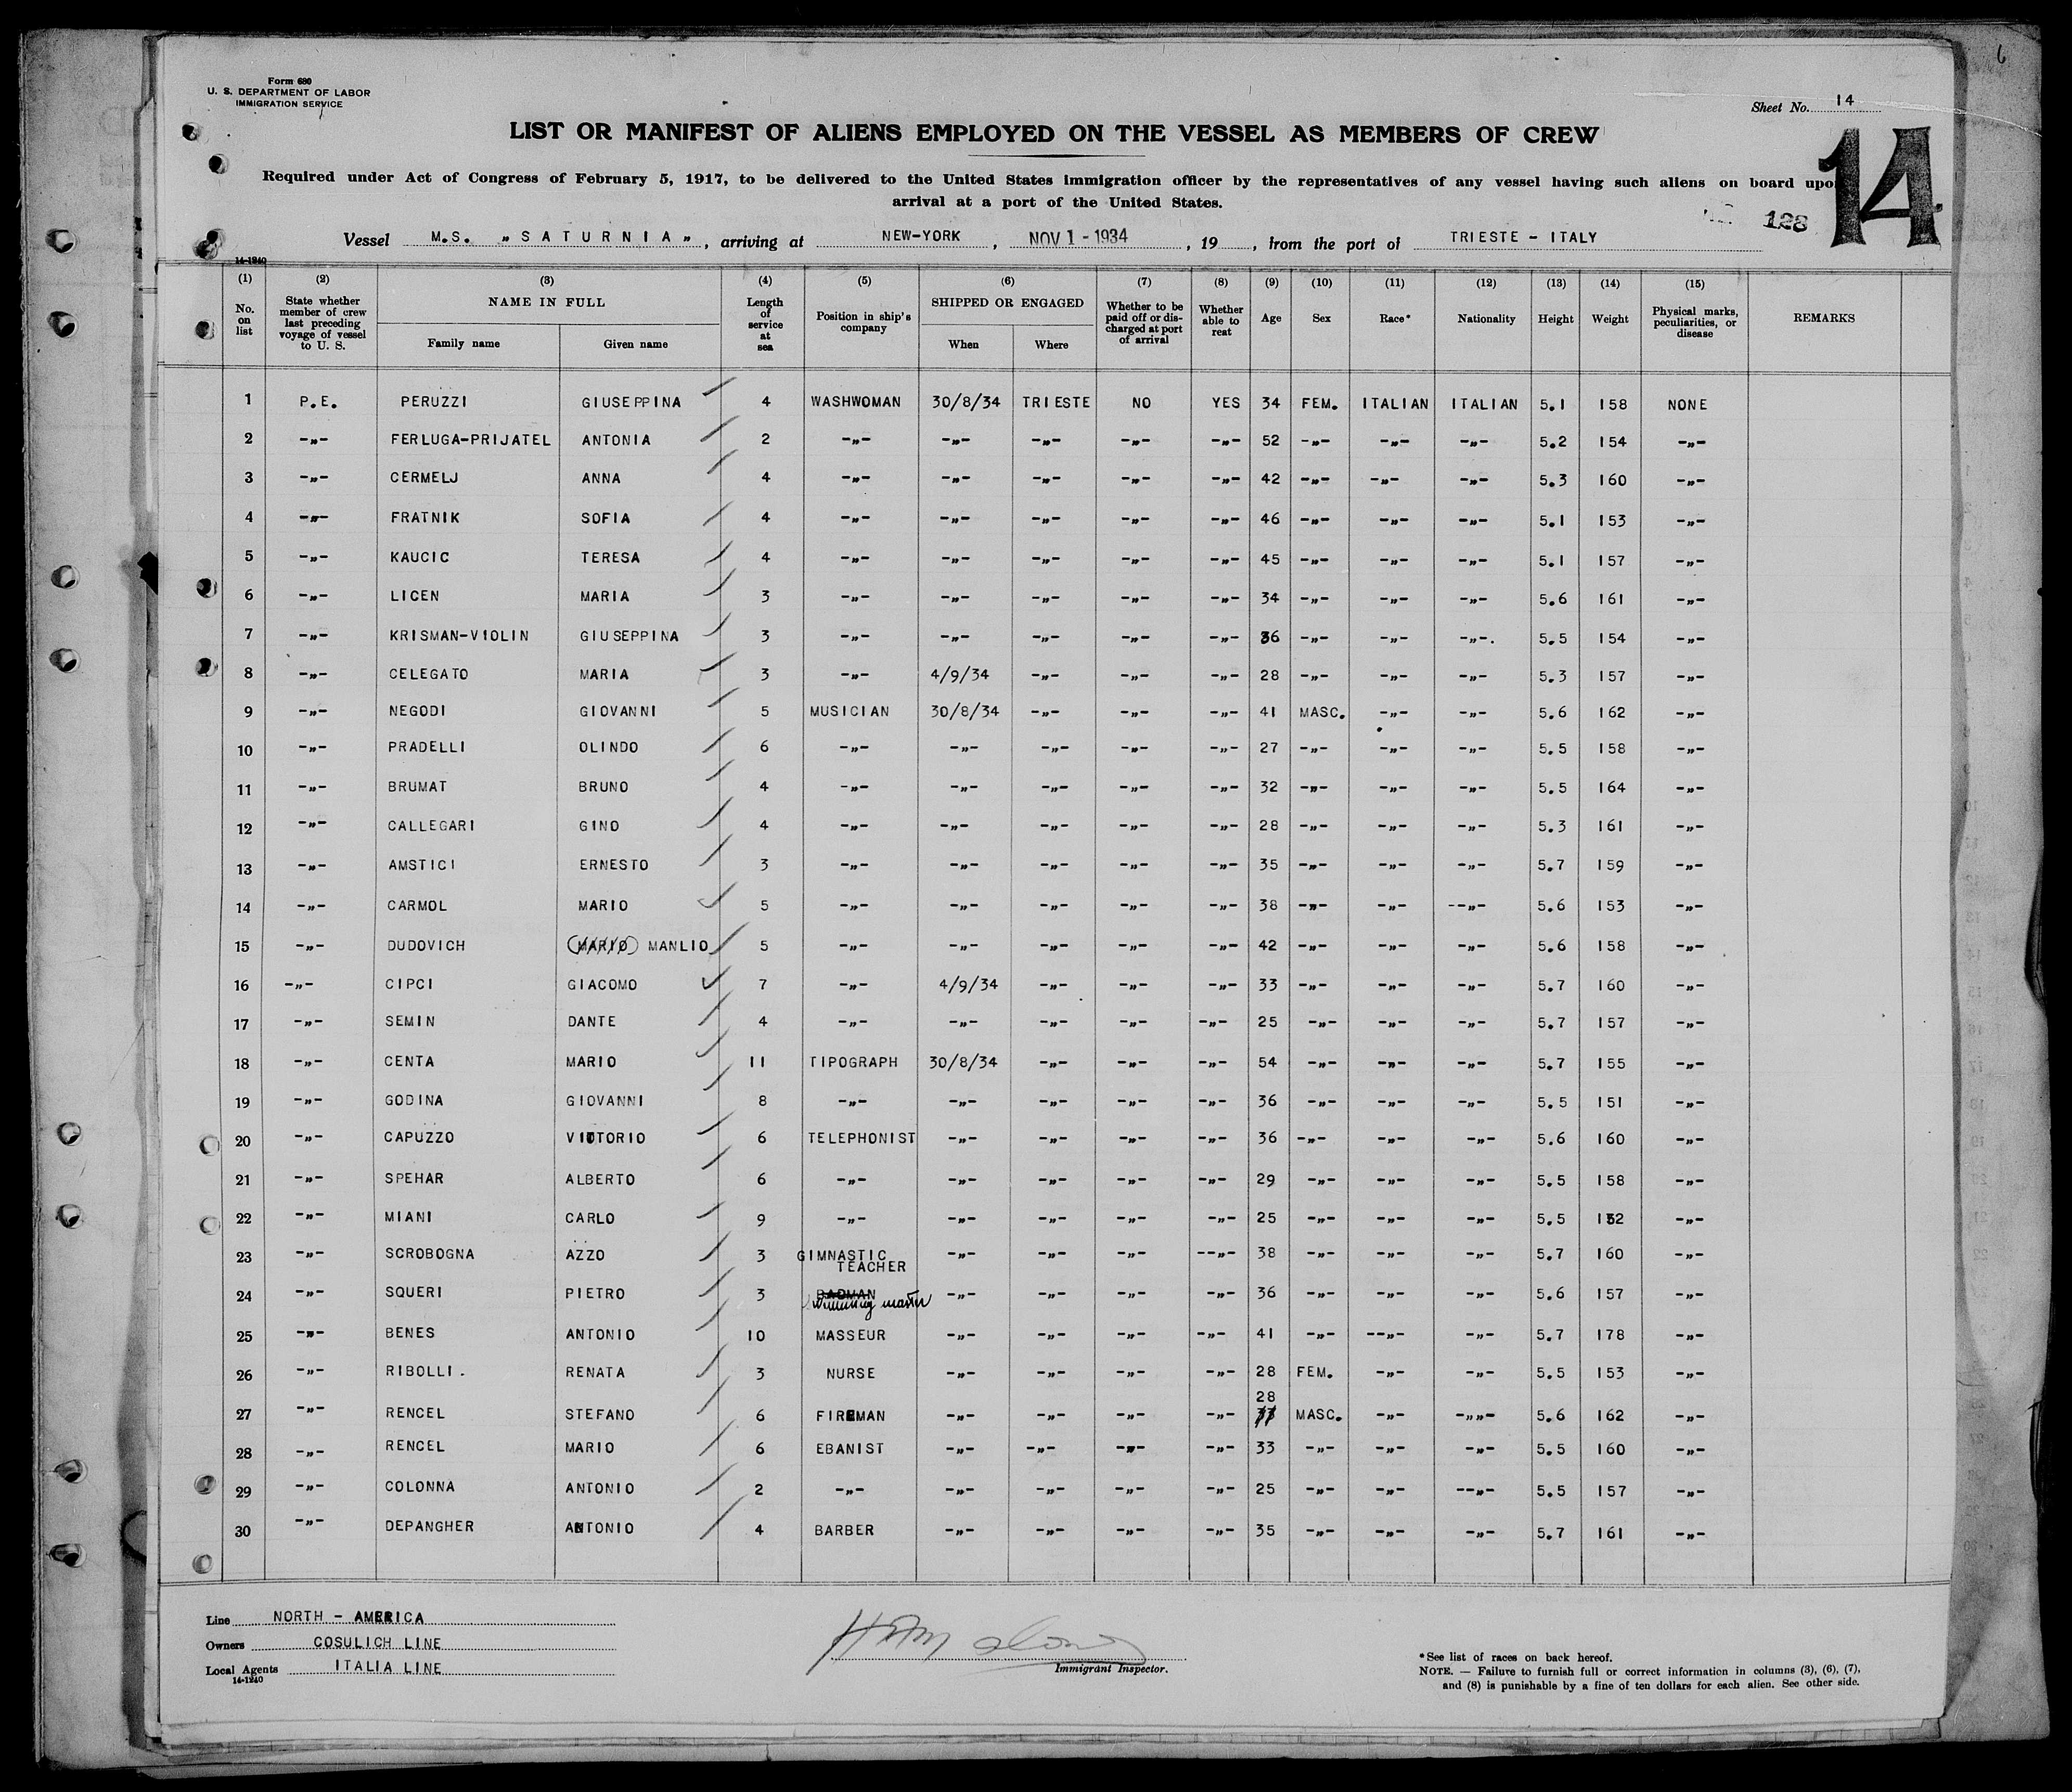 6
Form 680
U. S. DEPARTMENT OF LABOR
IMMIGRATION SERVICE
Sheet No. 14
LIST OR MANIFEST OF ALIENS EMPLOYED ON THE VESSEL AS MEMBERS OF CREW
14
Required under Act of Congress of February 5, 1917, to be delivered to the United States immigration officer by the representatives of any vessel having such aliens on board upon
arrival at a port of the United States.
128
Vessel M.S. „SATURNIA„ , arriving at NEW-YORK , NOV 1 - 1934 , 19 , from the port of TRIESTE - ITALY
14-1240
(1) (2) (3) (4) (5) (6) (7) (8) (9) (10) (11) (12) (13) (14) (15)
No. on list State whether member of crew last preceding voyage of vessel to U. S. NAME IN FULL Family name Given name Length of service at sea Position in ship's company SHIPPED OR ENGAGED When Where Whether to be paid off or discharged at port of arrival Whether able to reat Age Sex Race* Nationality Height Weight Physical marks, peculiarities, or disease REMARKS
1 P.E. PERUZZI GIUSEPPINA 4 WASHWOMAN 30/8/34 TRIESTE NO YES 34 FEM. ITALIAN ITALIAN 5.1 158 NONE
2 -„- FERLUGA-PRIJATEL ANTONIA 2 -„- -„- -„- -„- -„- 52 -„- -„- -„- 5.2 154 -„-
3 -„- CERMELJ ANNA 4 -„- -„- -„- -„- -„- 42 -„- -„- -„- 5.3 160 -„-
4 -„- FRATNIK SOFIA 4 -„- -„- -„- -„- -„- 46 -„- -„- -„- 5.1 153 -„-
5 -„- KAUCIC TERESA 4 -„- -„- -„- -„- -„- 45 -„- -„- -„- 5.1 157 -„-
6 -„- LICEN MARIA 3 -„- -„- -„- -„- -„- 34 -„- -„- -„- 5.6 161 -„-
7 -„- KRISMAN-VIOLIN GIUSEPPINA 3 -„- -„- -„- -„- -„- 36 -„- -„- -„-. 5.5 154 -„-
8 -„- CELEGATO MARIA 3 -„- 4/9/34 -„- -„- -„- 28 -„- -„- -„- 5.3 157 -„-
9 -„- NEGODI GIOVANNI 5 MUSICIAN 30/8/34 -„- -„- -„- 41 MASC. -„- -„- 5.6 162 -„-
10 -„- PRADELLI OLINDO 6 -„- -„- -„- -„- -„- 27 -„- -„- -„- 5.5 158 -„-
11 -„- BRUMAT BRUNO 4 -„- -„- -„- -„- -„- 32 -„- -„- -„- 5.5 164 -„-
12 -„- CALLEGARI GINO 4 -„- -„- -„- -„- -„- 28 -„- -„- -„- 5.3 161 -„-
13 -„- AMSTICI ERNESTO 3 -„- -„- -„- -„- -„- 35 -„- -„- -„- 5.7 159 -„-
14 -„- CARMOL MARIO 5 -„- -„- -„- -„- -„- 38 -„- -„- --„- 5.6 153 -„-
15 -„- DUDOVICH MARIO MANLIO 5 -„- -„- -„- -„- -„- 42 -„- -„- -„- 5.6 158 -„-
16 -„- CIPCI GIACOMO 7 -„- 4/9/34 -„- -„- -„- 33 -„- -„- -„- 5.7 160 -„-
17 -„- SEMIN DANTE 4 -„- -„- -„- -„- -„- 25 -„- -„- -„- 5.7 157 -„-
18 -„- CENTA MARIO 11 TIPOGRAPH 30/8/34 -„- -„- -„- 54 -„- -„- -„- 5.7 155 -„-
19 -„- GODINA GIOVANNI 8 -„- -„- -„- -„- -„- 36 -„- -„- -„- 5.5 151 -„-
20 -„- CAPUZZO VITTORIO 6 TELEPHONIST -„- -„- -„- -„- 36 -„- -„- -„- 5.6 160 -„-
21 -„- SPEHAR ALBERTO 6 -„- -„- -„- -„- -„- 29 -„- -„- -„- 5.5 158 -„-
22 -„- MIANI CARLO 9 -„- -„- -„- -„- -„- 25 -„- -„- -„- 5.5 -„-
23 -„- SCROBOGNA AZZO 3 GIMNASTIC TEACHER -„- -„- -„- --„- 38 -„- -„- -„- 5.7 160 -„-
24 -„- SQUERI PIETRO 3 swimming master -„- -„- -„- -„- 36 -„- -„- -„- 5.6 157 -„-
25 -„- BENES ANTONIO 10 MASSEUR -„- -„- -„- -„- 41 -„- --„- -„- 5.7 178 -„-
26 -„- RIBOLLI. RENATA 3 NURSE -„- -„- -„- -„- 28 FEM. -„- -„- 5.5 153 -„-
27 -„- RENCEL STEFANO 6 FIREMAN -„- -„- -„- -„- 28 MASC. -„- -„„- 5.6 162 -„-
28 -„- RENCEL MARIO 6 EBANIST -„- -„- -„- -„- 33 -„- -„- -„- 5.5 160 -„-
29 -„- COLONNA ANTONIO 2 -„- -„- -„- -„- -„- 25 -„- -„- --„- 5.5 157 -„-
30 -„- DEPANGHER ANTONIO 4 BARBER -„- -„- -„- -„- 35 -„- -„- -„- 5.7 161 -„-
Line NORTH - AMERICA
Owners COSULICH LINE
Local Agents ITALIA LINE
14-1240
Immigrant Inspector.
*See list of races on back hereof.
NOTE. — Failure to furnish full or correct information in columns (3), (6), (7),
and (8) is punishable by a fine of ten dollars for each alien. See other side.